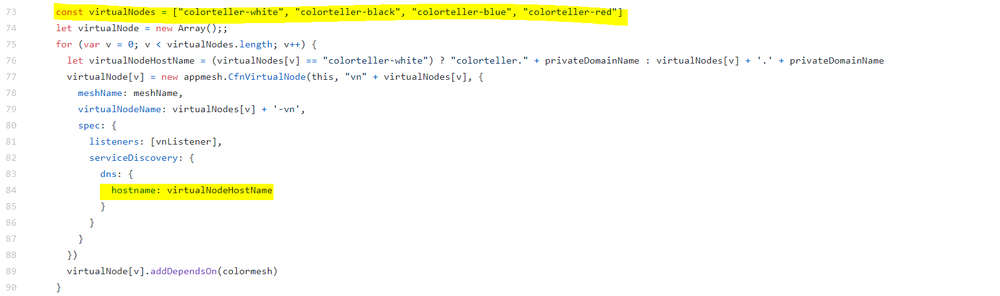 73 const virtualNodes = ["colorteller-white", "colorteller-black", "colorteller-blue", "colorteller-red"]
74 let virtualNode = new Array();;
75 for (var v = 0; v < virtualNodes.length; v++) {
76 let virtualNodeHostName = (virtualNodes[v] == "colorteller-white") ? "colorteller." + privateDomainName : virtualNodes[v] + '.' + privateDomainName
77 virtualNode[v] = new appmesh.CfnVirtualNode(this, "vn" + virtualNodes[v], {
78 meshName: meshName,
79 virtualNodeName: virtualNodes[v] + '-vn',
80 spec: {
81 listeners: [vnListener],
82 serviceDiscovery: {
83 dns: {
84 hostname: virtualNodeHostName
85 }
86 }
87 }
88 })
89 virtualNode[v].addDependsOn(colormesh)
90 }